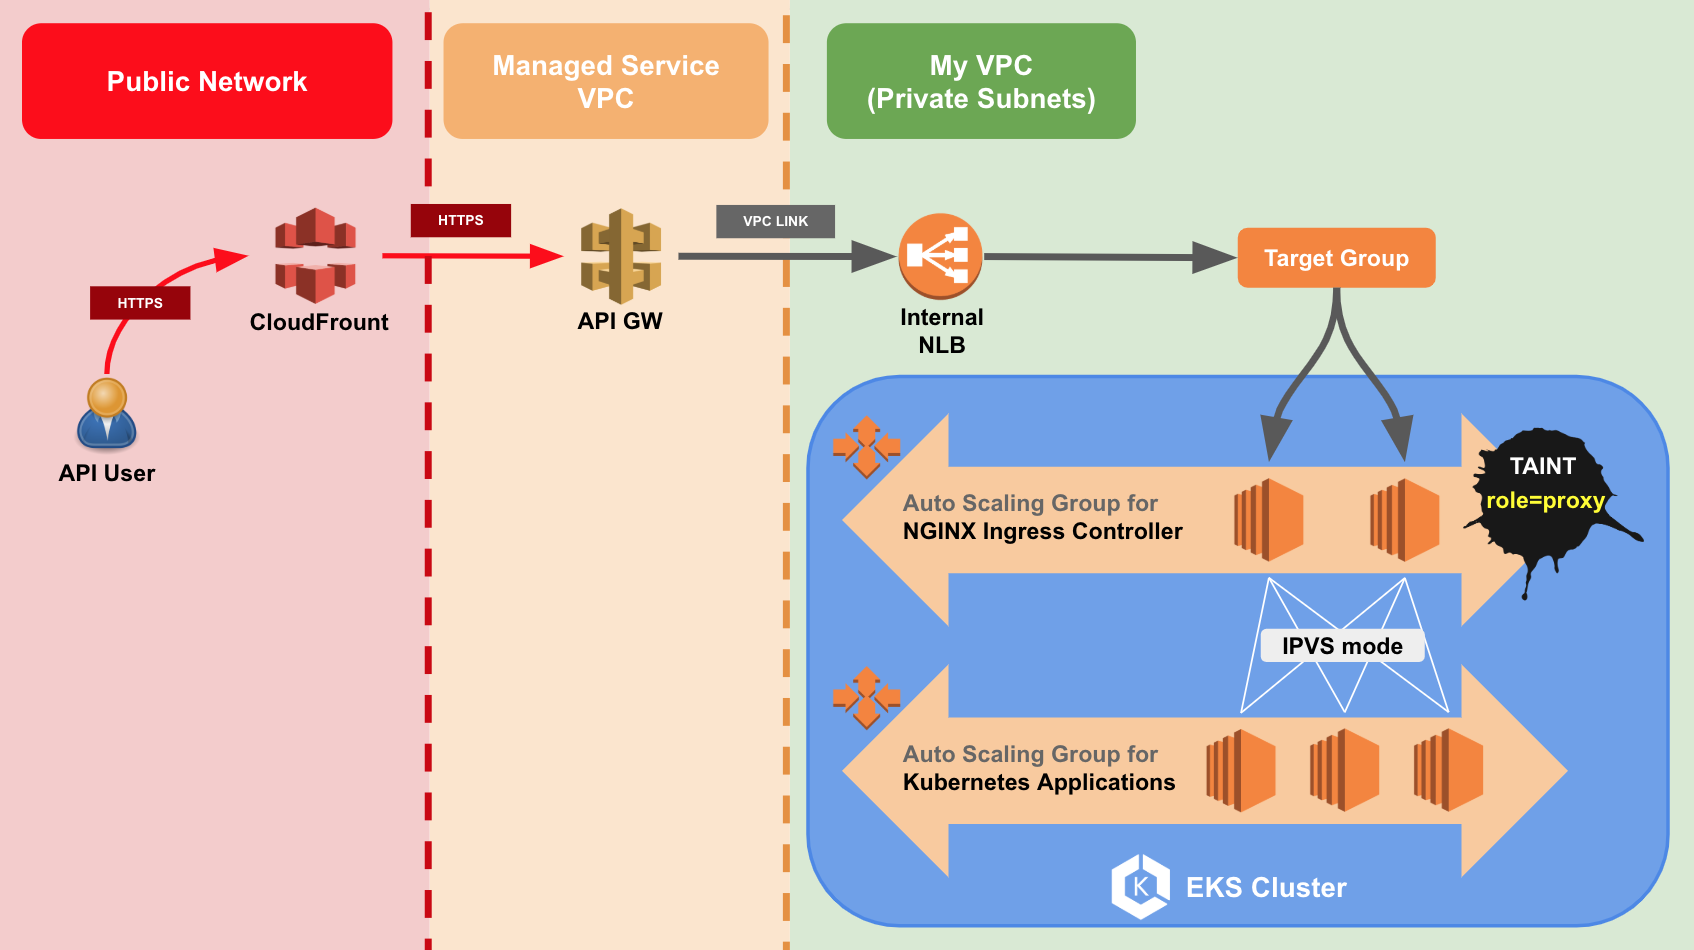 Public Network
Managed Service
VPC
My VPC
(Private Subnets)
HTTPS
CloudFrount
HTTPS
API GW
VPC LINK
Internal
NLB
Target Group
API User
Auto Scaling Group for
NGINX Ingress Controller
TAINT
role=proxy
IPVS mode
Auto Scaling Group for
Kubernetes Applications
K
EKS Cluster